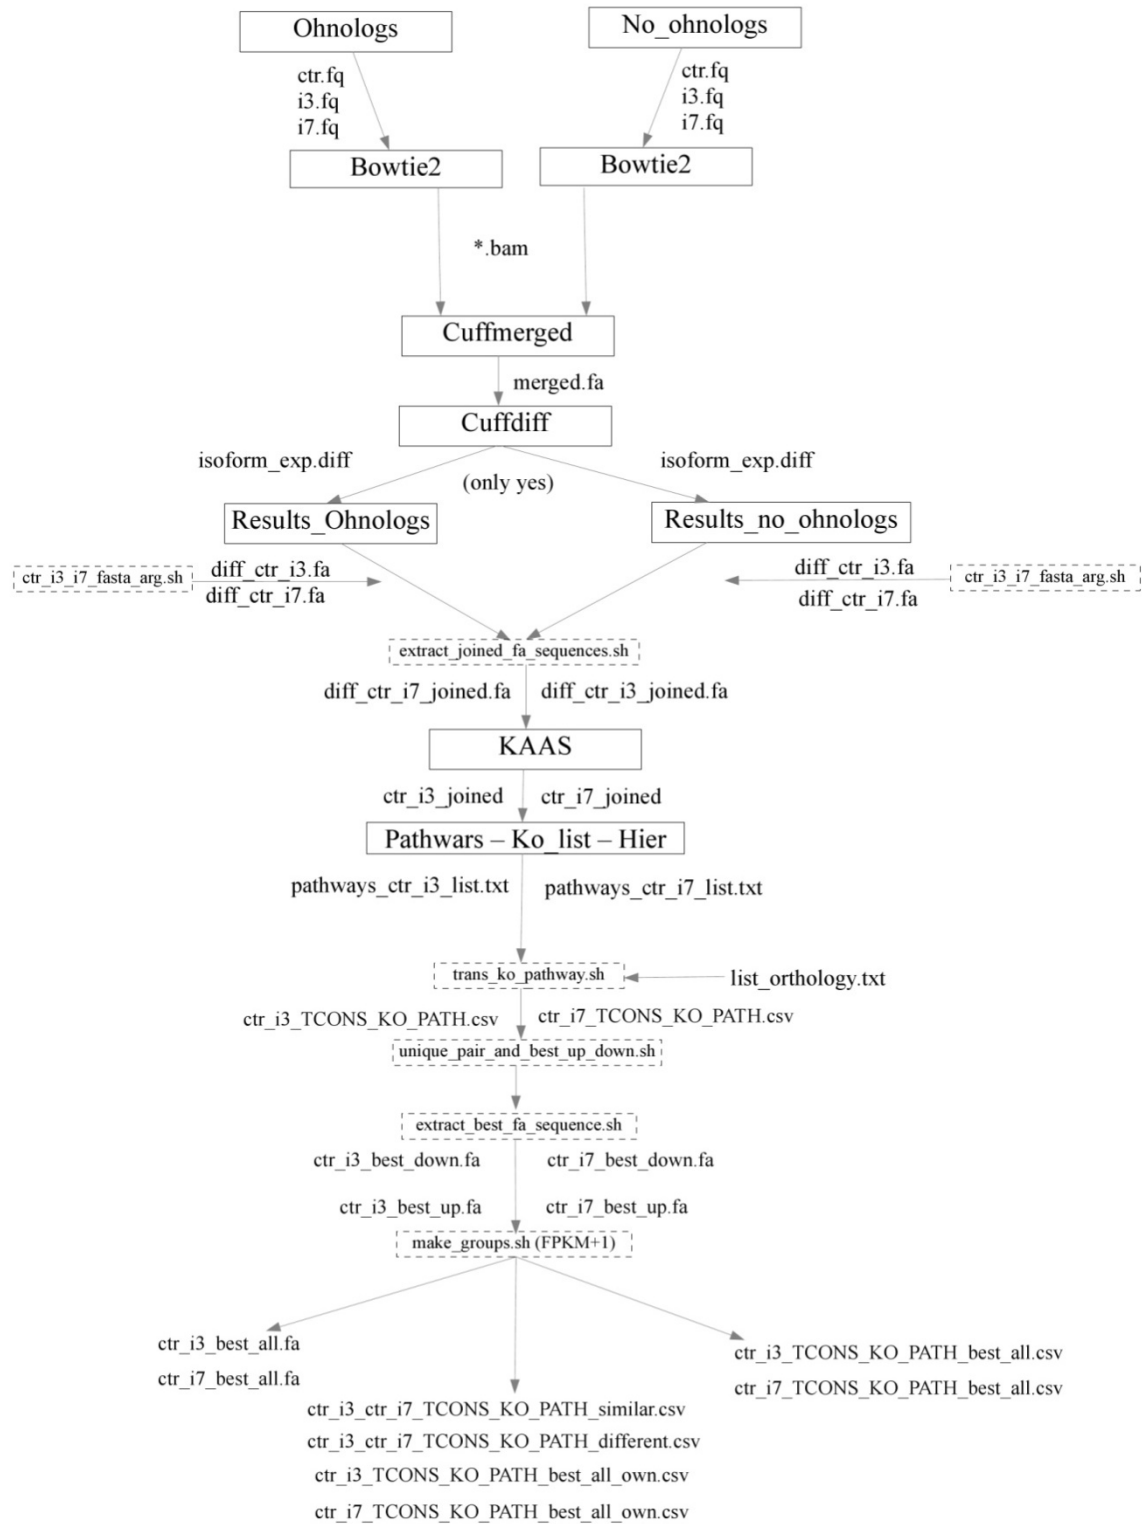 Ohnologs
No_ohnologs
ctr.fq
i3.fq
i7.fq
ctr.fq
i3.fq
i7.fq
Bowtie2
Bowtie2
*.bam
Cuffmerged
merged.fa
Cuffdiff
isoform_exp.diff
(only yes)
isoform_exp.diff
Results_Ohnologs
Results_no_ohnologs
ctr_i3_i7_fasta_arg.sh
diff_ctr_i3.fa
diff_ctr_i7.fa
diff_ctr_i3.fa
diff_ctr_i7.fa
ctr_i3_i7_fasta_arg.sh
extract_joined_fa_sequences.sh
diff_ctr_i7_joined.fa
diff_ctr_i3_joined.fa
KAAS
ctr_i3_joined
ctr_i7_joined
Pathwars – Ko_list – Hier
pathways_ctr_i3_list.txt
pathways_ctr_i7_list.txt
trans_ko_pathway.sh
list_orthology.txt
ctr_i3_TCONS_KO_PATH.csv
ctr_i7_TCONS_KO_PATH.csv
unique_pair_and_best_up_down.sh
extract_best_fa_sequence.sh
ctr_i3_best_down.fa
ctr_i7_best_down.fa
ctr_i3_best_up.fa
ctr_i7_best_up.fa
make_groups.sh (FPKM+1)
ctr_i3_best_all.fa
ctr_i7_best_all.fa
ctr_i3_TCONS_KO_PATH_best_all.csv
ctr_i7_TCONS_KO_PATH_best_all.csv
ctr_i3_ctr_i7_TCONS_KO_PATH_similar.csv
ctr_i3_ctr_i7_TCONS_KO_PATH_different.csv
ctr_i3_TCONS_KO_PATH_best_all_own.csv
ctr_i7_TCONS_KO_PATH_best_all_own.csv